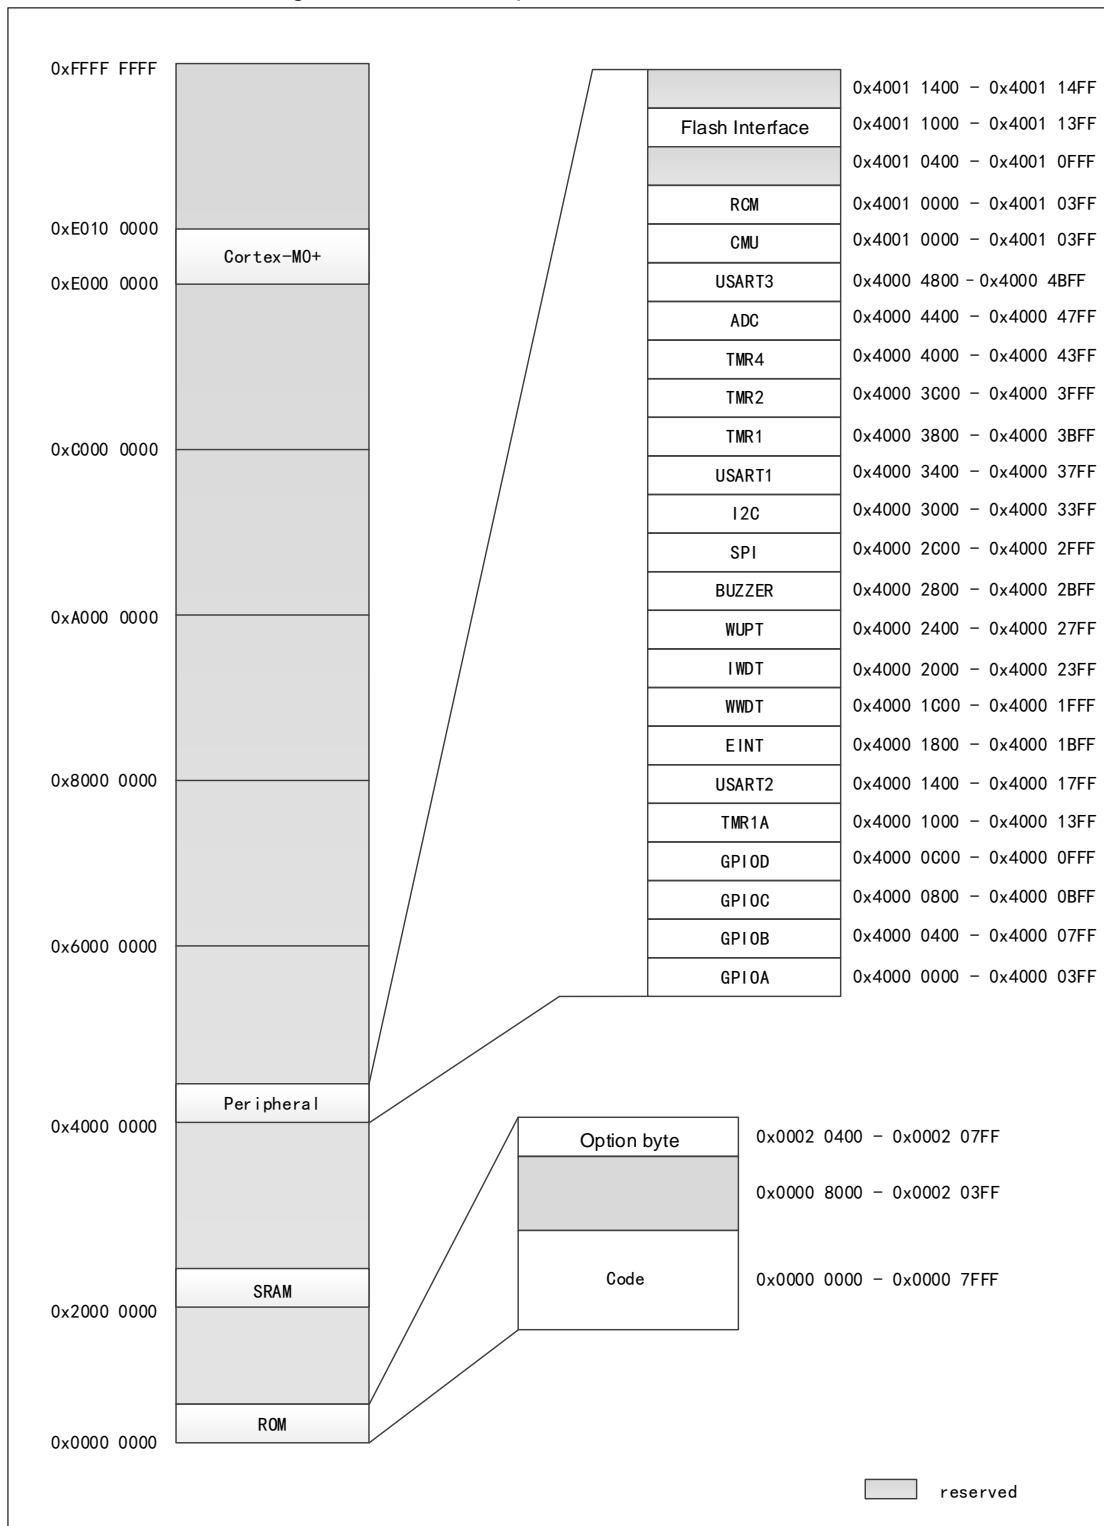 0xFFFF FFFF
0xE010 0000
Cortex-M0+
0xE000 0000
0xC000 0000
0xA000 0000
0x8000 0000
0x6000 0000
Peripheral
0x4000 0000
SRAM
0x2000 0000
ROM
0x0000 0000
0x4001 1400 - 0x4001 14FF
Flash Interface 0x4001 1000 - 0x4001 13FF
0x4001 0400 - 0x4001 0FFF
RCM 0x4001 0000 - 0x4001 03FF
CMU 0x4001 0000 - 0x4001 03FF
USART3 0x4000 4800 - 0x4000 4BFF
ADC 0x4000 4400 - 0x4000 47FF
TMR4 0x4000 4000 - 0x4000 43FF
TMR2 0x4000 3C00 - 0x4000 3FFF
TMR1 0x4000 3800 - 0x4000 3BFF
USART1 0x4000 3400 - 0x4000 37FF
I2C 0x4000 3000 - 0x4000 33FF
SPI 0x4000 2C00 - 0x4000 2FFF
BUZZER 0x4000 2800 - 0x4000 2BFF
WUPT 0x4000 2400 - 0x4000 27FF
IWDT 0x4000 2000 - 0x4000 23FF
WWDT 0x4000 1C00 - 0x4000 1FFF
EINT 0x4000 1800 - 0x4000 1BFF
USART2 0x4000 1400 - 0x4000 17FF
TMR1A 0x4000 1000 - 0x4000 13FF
GPIOD 0x4000 0C00 - 0x4000 0FFF
GPIOC 0x4000 0800 - 0x4000 0BFF
GPIOB 0x4000 0400 - 0x4000 07FF
GPIOA 0x4000 0000 - 0x4000 03FF
Option byte 0x0002 0400 - 0x0002 07FF
0x0000 8000 - 0x0002 03FF
Code 0x0000 0000 - 0x0000 7FFF
reserved